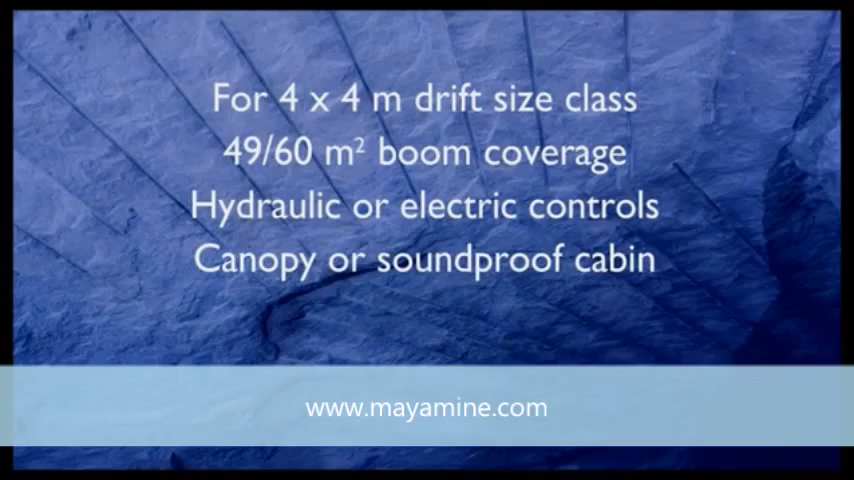 For 4 x 4 m drift size class
49/60 m² boom coverage
Hydraulic or electric controls
Canopy or soundproof cabin
www.mayamine.com